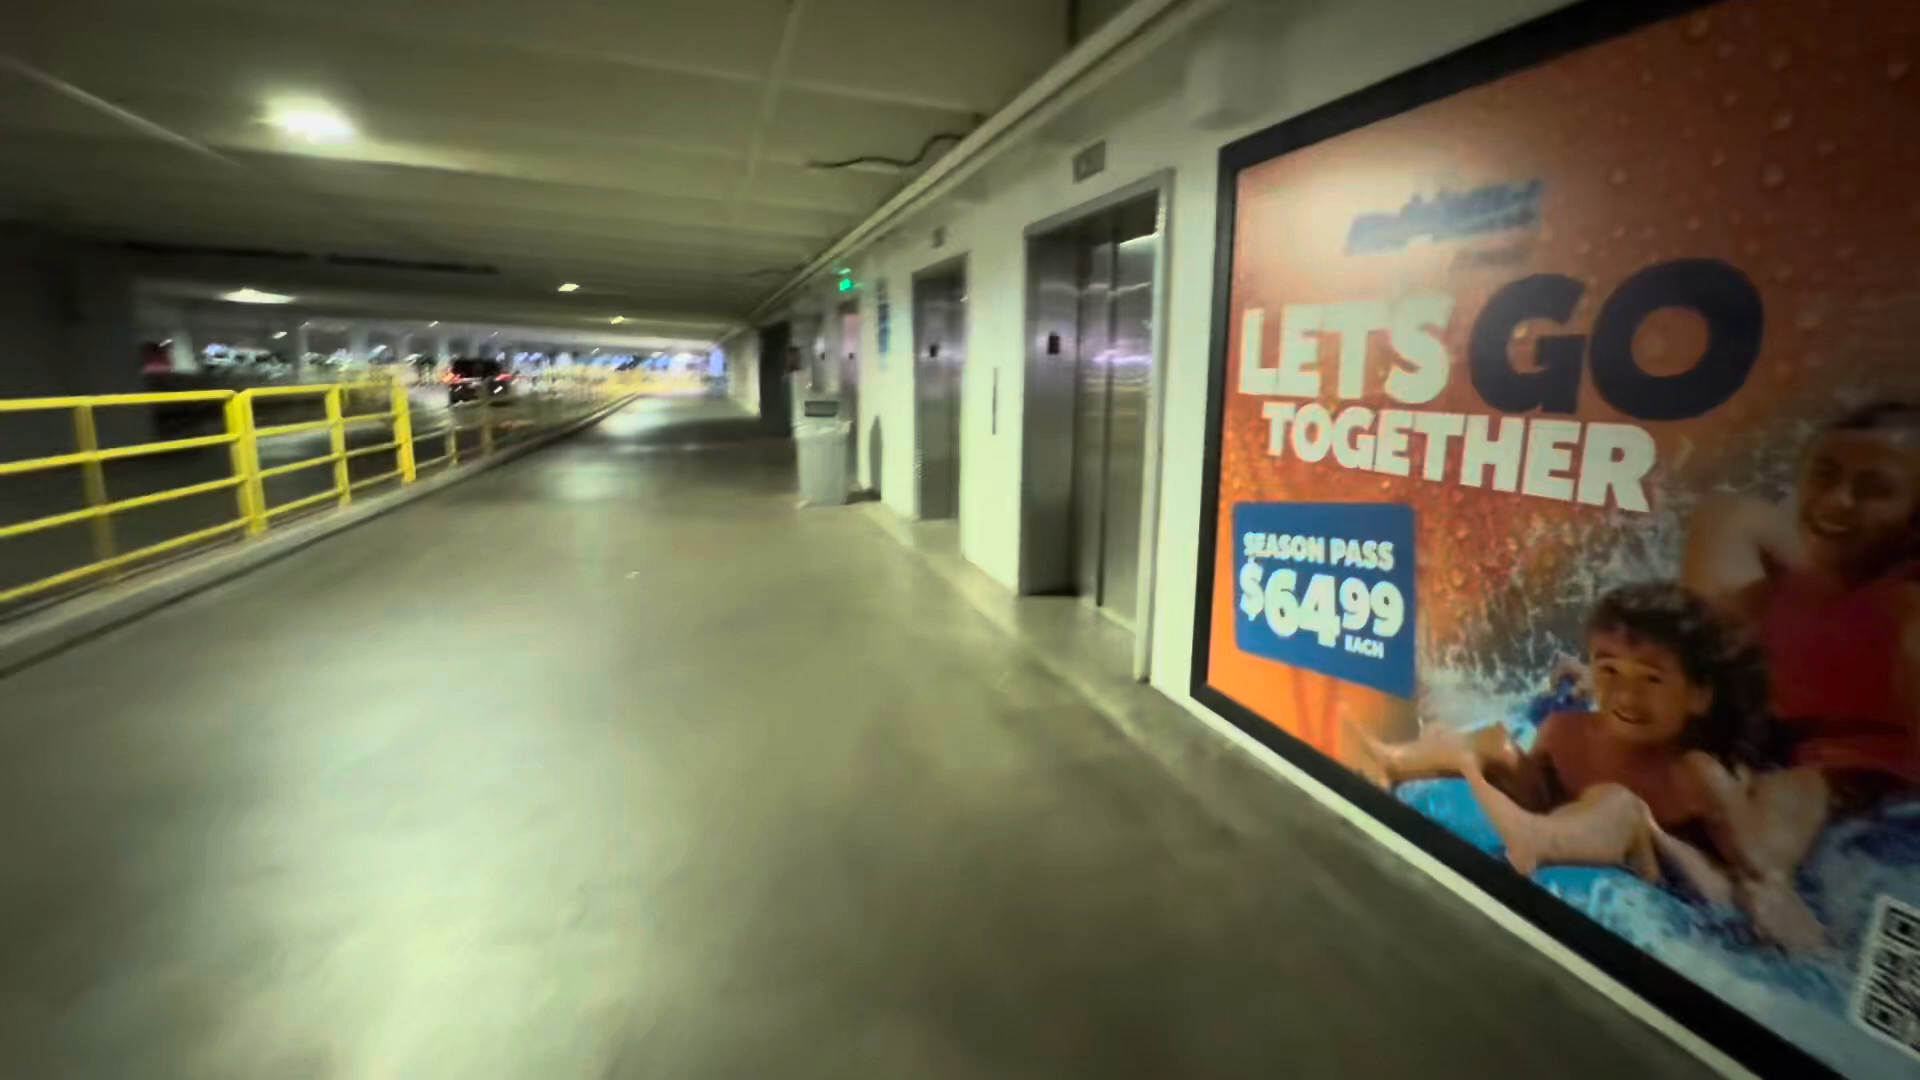 LETS GO
TOGETHER
SEASON PASS
$64.99
EACH